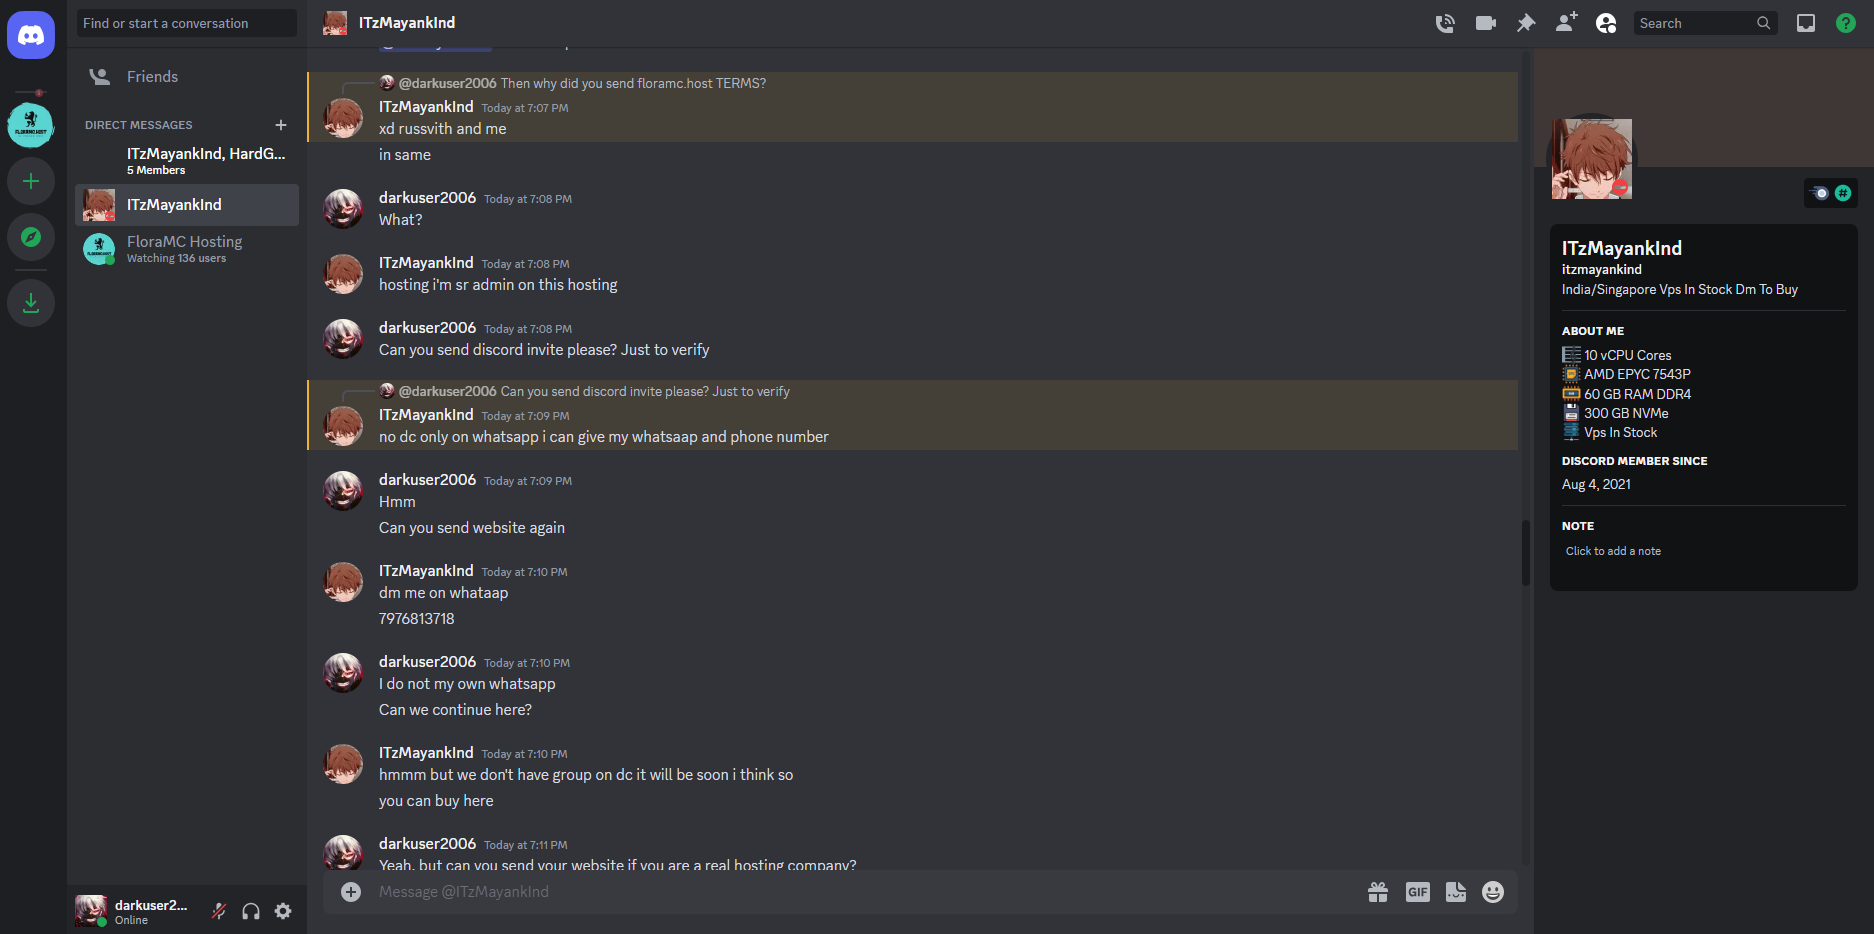 Find or start a conversation
ITzMayankInd
Search
Friends
DIRECT MESSAGES
ITzMayankInd, HardG...
5 Members
ITzMayankInd
FloraMC Hosting
Watching 136 users
@darkuser2006 Then why did you send floramc.host TERMS?
ITzMayankInd Today at 7:07 PM
xd russvith and me
in same
darkuser2006 Today at 7:08 PM
What?
ITzMayankInd Today at 7:08 PM
hosting i'm sr admin on this hosting
darkuser2006 Today at 7:08 PM
Can you send discord invite please? Just to verify
@darkuser2006 Can you send discord invite please? Just to verify
ITzMayankInd Today at 7:09 PM
no dc only on whatsapp i can give my whatsaap and phone number
darkuser2006 Today at 7:09 PM
Hmm
Can you send website again
ITzMayankInd Today at 7:10 PM
dm me on whataap
7976813718
darkuser2006 Today at 7:10 PM
I do not my own whatsapp
Can we continue here?
ITzMayankInd Today at 7:10 PM
hmmm but we don't have group on dc it will be soon i think so
you can buy here
darkuser2006 Today at 7:11 PM
Yeah, but can you send your website if you are a real hosting company?
Message @ITzMayankInd
GIF
darkuser2...
Online
ITzMayankInd
itzmayankind
India/Singapore Vps In Stock Dm To Buy
ABOUT ME
10 vCPU Cores
AMD EPYC 7543P
60 GB RAM DDR4
300 GB NVMe
Vps In Stock
DISCORD MEMBER SINCE
Aug 4, 2021
NOTE
Click to add a note